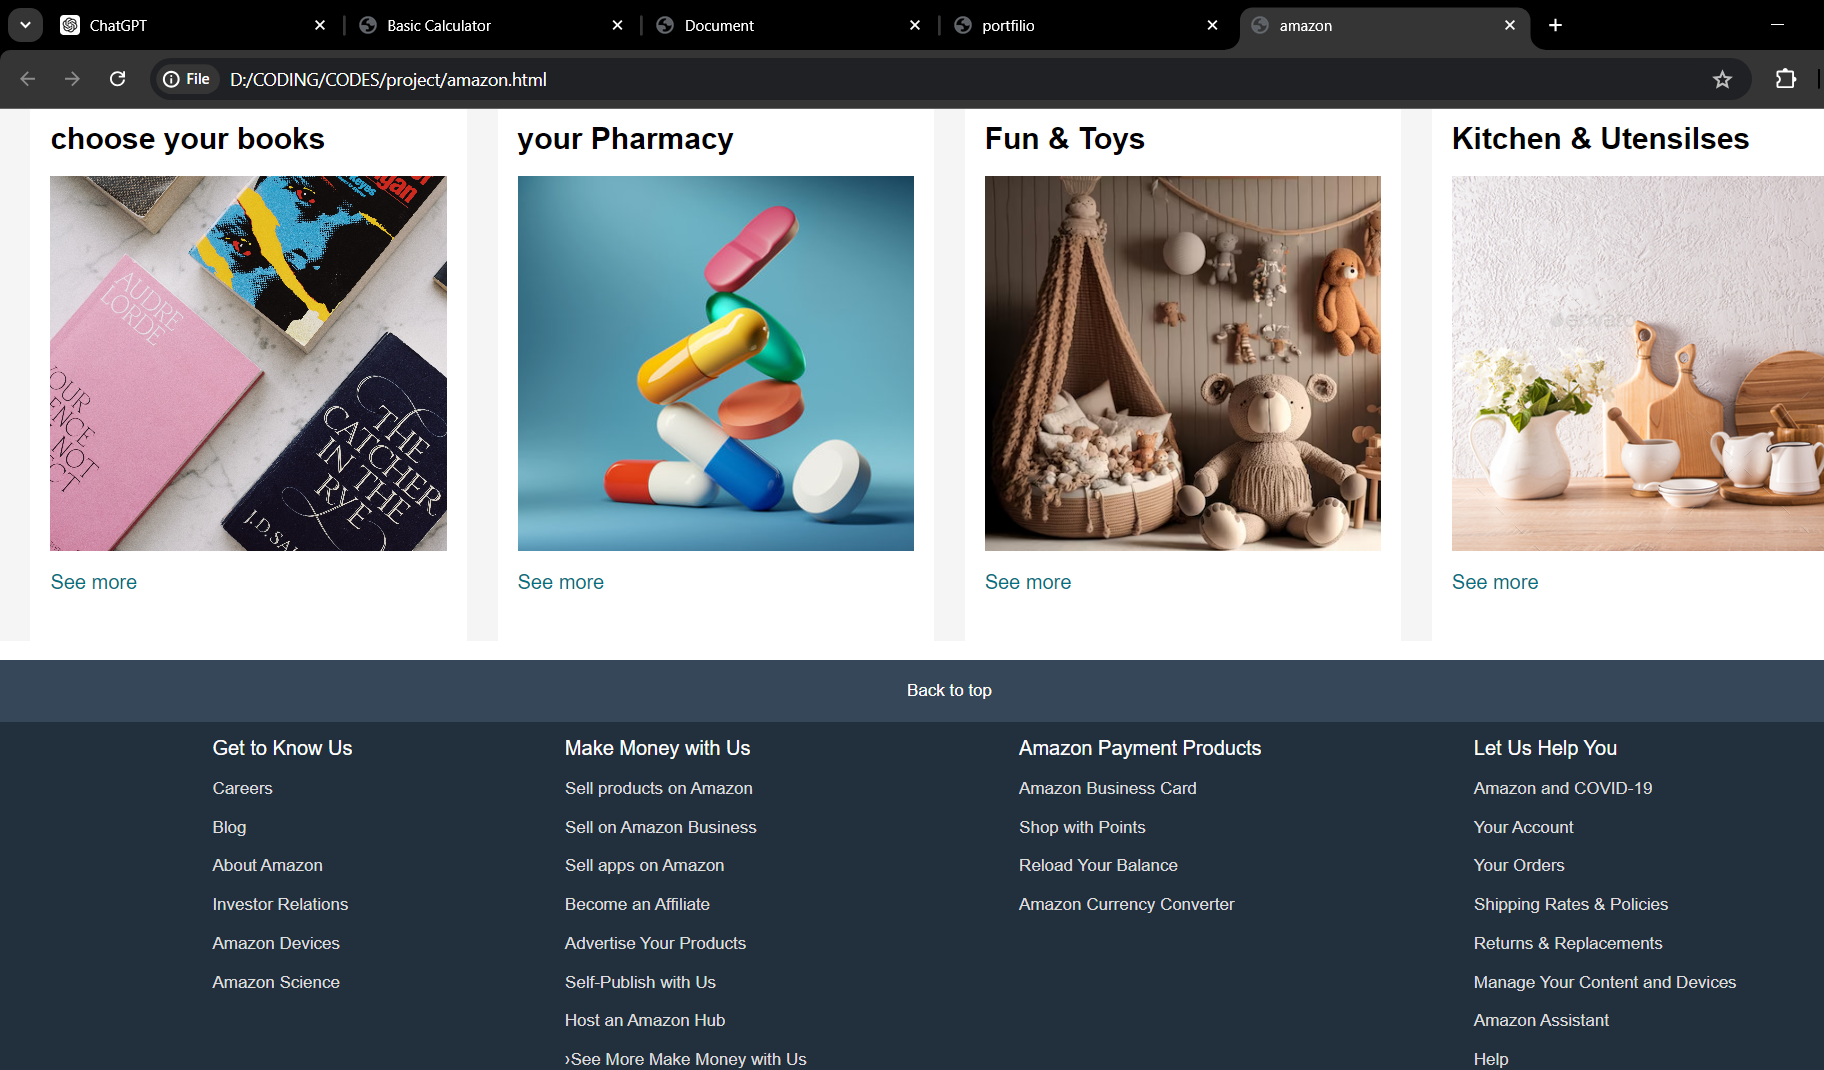 ChatGPT
Basic Calculator
Document
portfilio
amazon
File
D:/CODING/CODES/project/amazon.html
choose your books
your Pharmacy
Fun & Toys
Kitchen & Utensilses
AUDRE
LORDE
OUR
ENCE
NOT
ECT
THE
CATCHER
IN THE
RYE
See more
See more
See more
See more
Back to top
Get to Know Us
Careers
Blog
About Amazon
Investor Relations
Amazon Devices
Amazon Science
Make Money with Us
Sell products on Amazon
Sell on Amazon Business
Sell apps on Amazon
Become an Affiliate
Advertise Your Products
Self-Publish with Us
Host an Amazon Hub
›See More Make Money with Us
Amazon Payment Products
Amazon Business Card
Shop with Points
Reload Your Balance
Amazon Currency Converter
Let Us Help You
Amazon and COVID-19
Your Account
Your Orders
Shipping Rates & Policies
Returns & Replacements
Manage Your Content and Devices
Amazon Assistant
Help